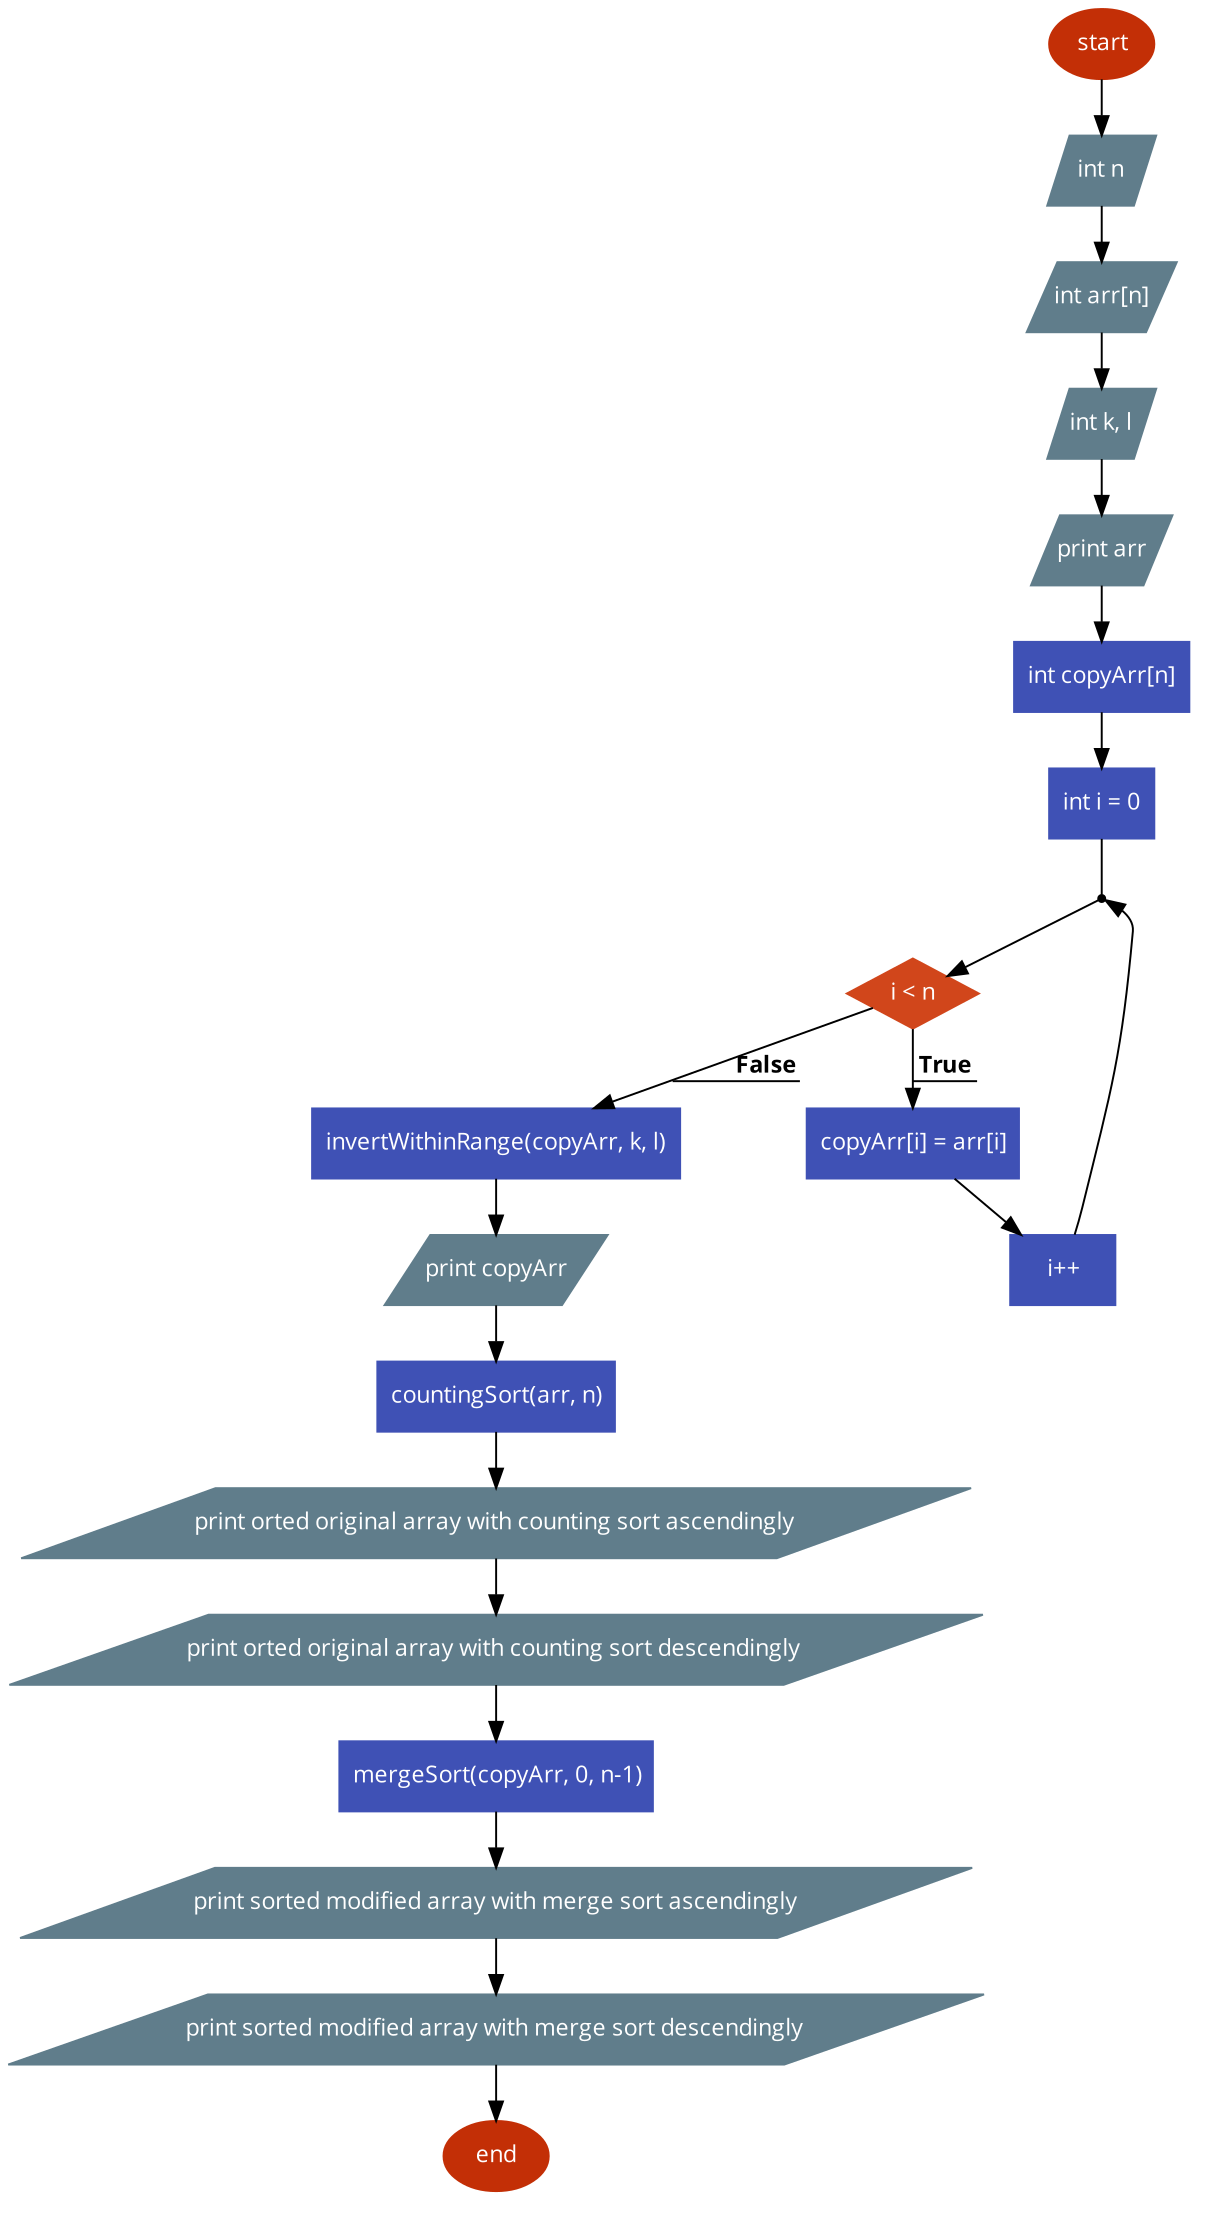 start
int n
int arr[n]
int k, l
print arr
int copyArr[n]
int i = 0
i < n
False
True
invertWithinRange(copyArr, k, l)
copyArr[i] = arr[i]
print copyArr
i++
countingSort(arr, n)
print orted original array with counting sort ascendingly
print orted original array with counting sort descendingly
mergeSort(copyArr, 0, n-1)
print sorted modified array with merge sort ascendingly
print sorted modified array with merge sort descendingly
end